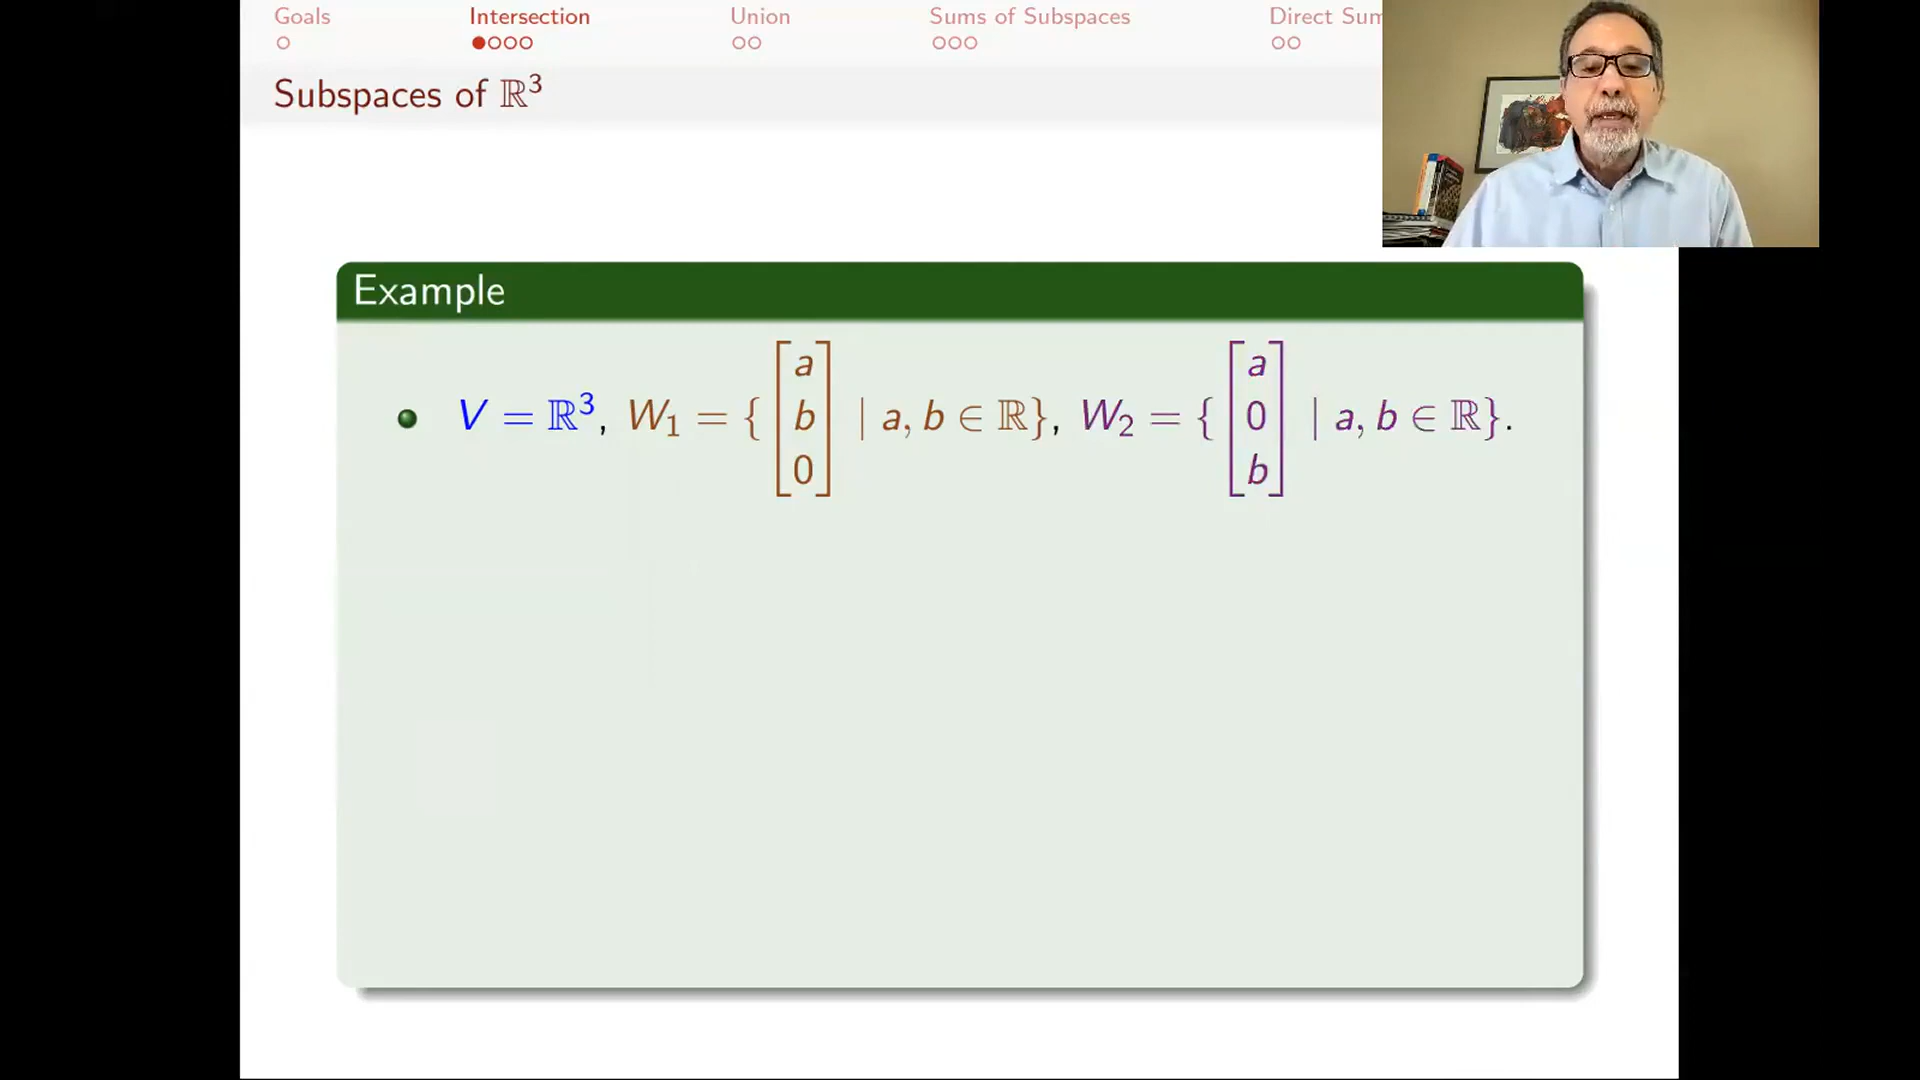 Goals Intersection Union Sums of Subspaces Direct Sum
Subspaces of ℝ³
Example
V = ℝ³, W₁ = { [a b 0] | a, b ∈ ℝ}, W₂ = { [a 0 b] | a, b ∈ ℝ}.